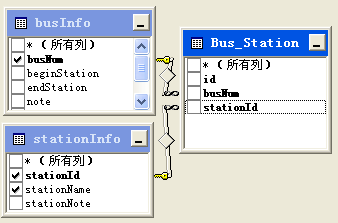 busInfo
* (所有列)
busNum
beginStation
endStation
note
Bus_Station
* (所有列)
id
busNum
stationId
stationInfo
* (所有列)
stationId
stationName
stationNote